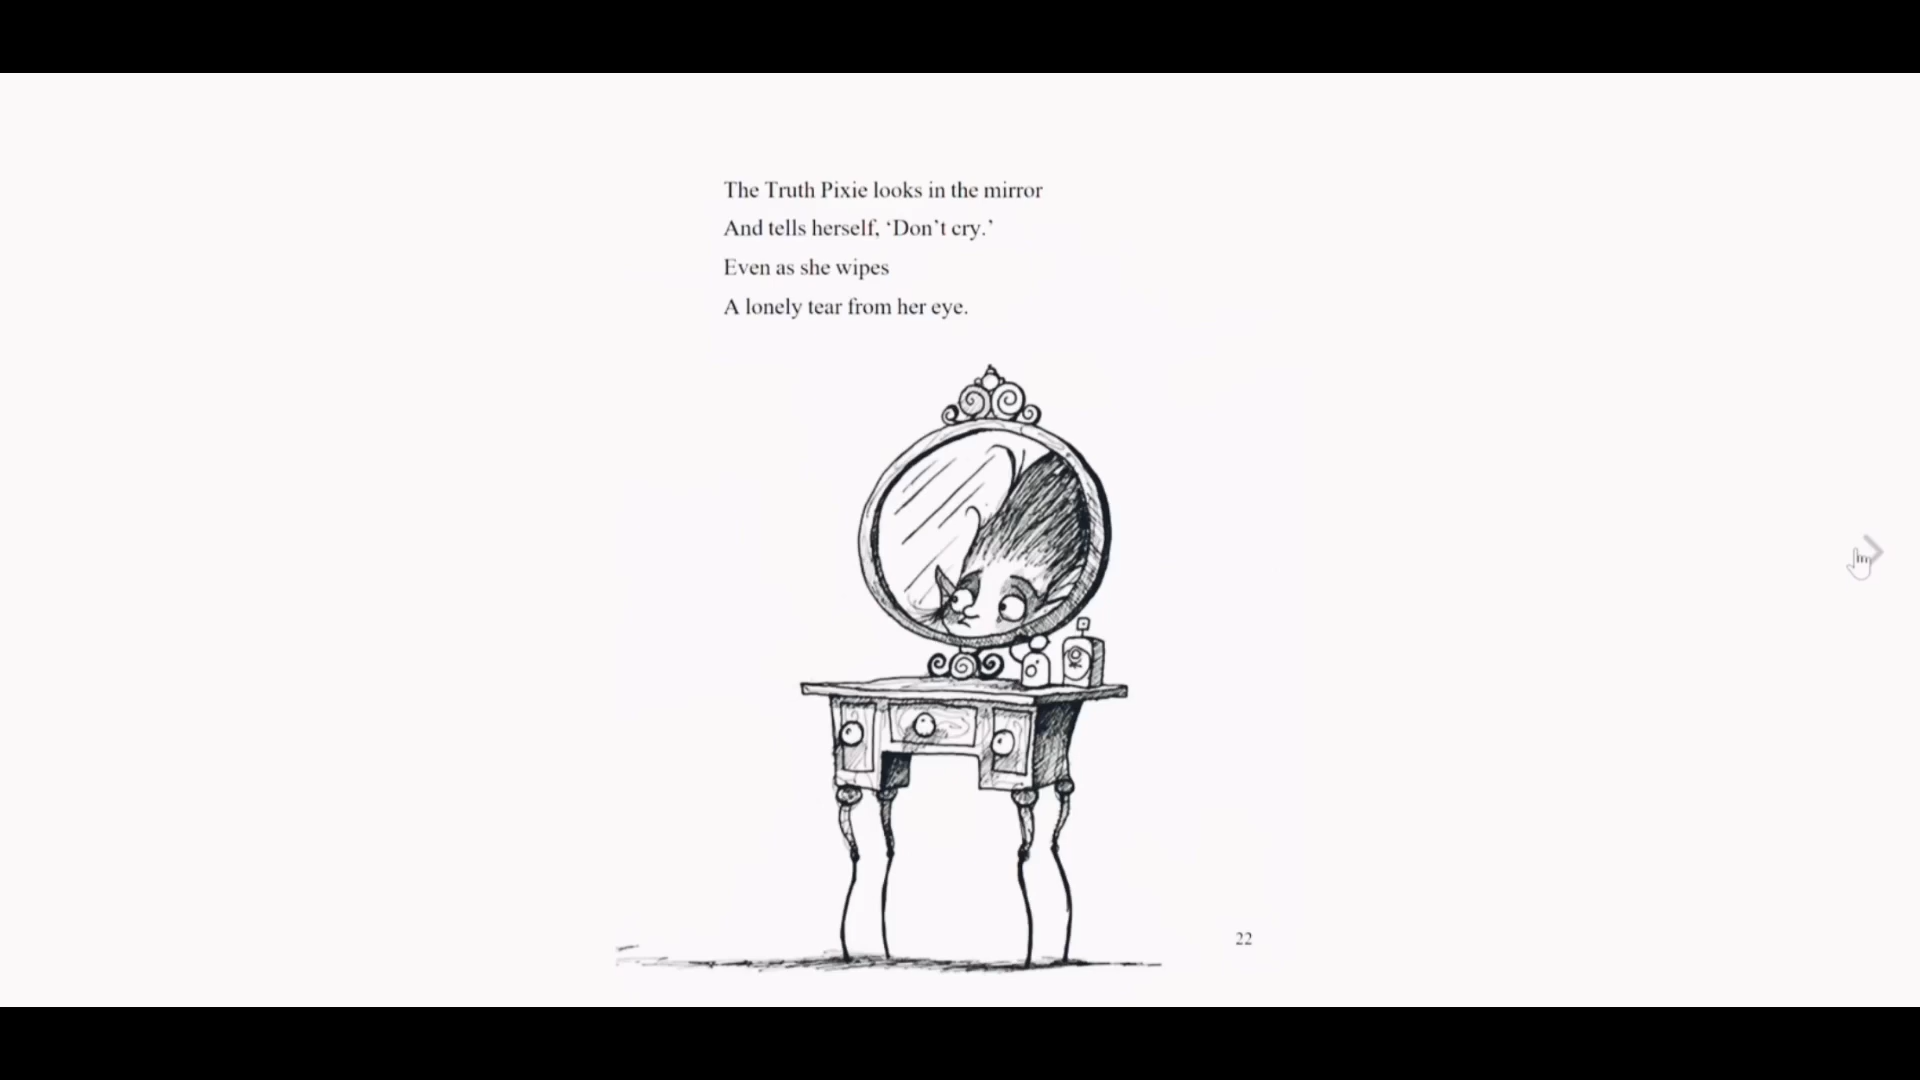 The Truth Pixie looks in the mirror
And tells herself, ‘Don’t cry.’
Even as she wipes
A lonely tear from her eye.
22